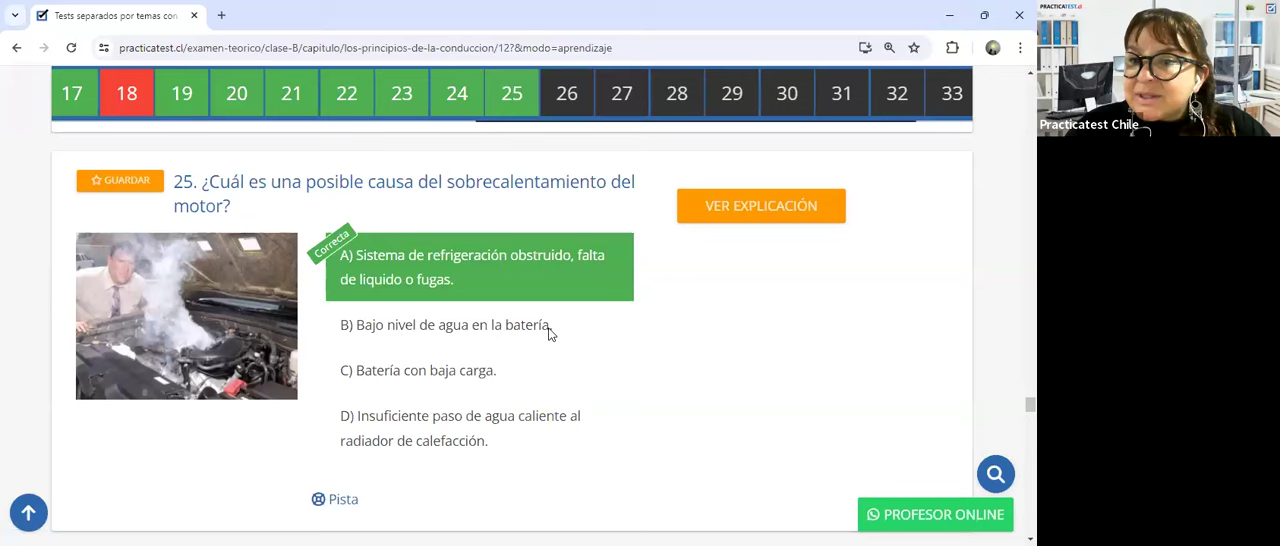 Tests separados por temas con
practicatest.cl/examen-teorico/clase-B/capitulo/los-principios-de-la-conduccion/12?&modo=aprendizaje
PRACTICATEST.cl
Practicatest Chile
17 18 19 20 21 22 23 24 25 26 27 28 29 30 31 32 33
GUARDAR
25. ¿Cuál es una posible causa del sobrecalentamiento del
motor?
VER EXPLICACIÓN
Correcta
A) Sistema de refrigeración obstruido, falta
de liquido o fugas.
B) Bajo nivel de agua en la batería.
C) Batería con baja carga.
D) Insuficiente paso de agua caliente al
radiador de calefacción.
Pista
PROFESOR ONLINE